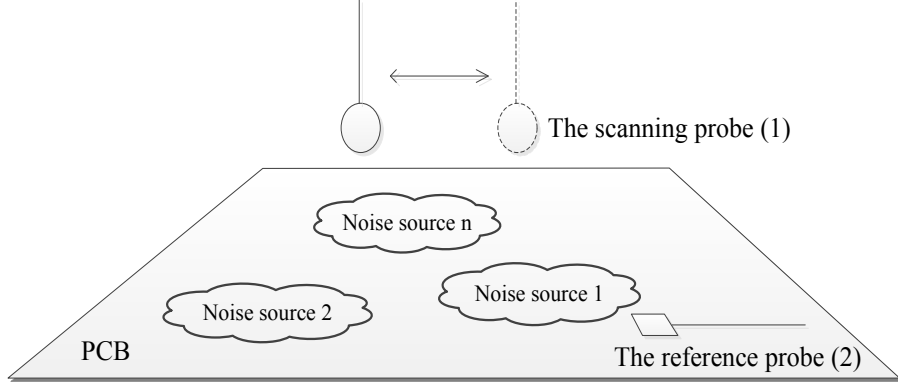 The scanning probe (1)
Noise source n
Noise source 1
Noise source 2
PCB
The reference probe (2)